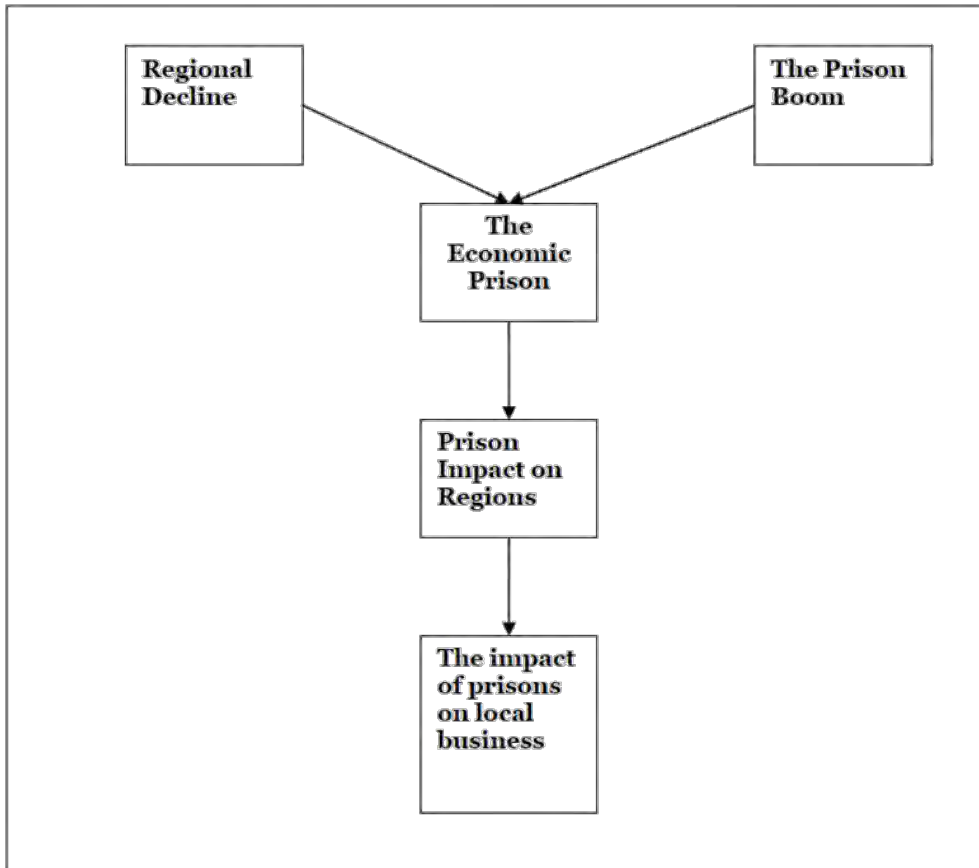 Regional
Decline
The Prison
Boom
The
Economic
Prison
Prison
Impact on
Regions
The impact
of prisons
on local
business